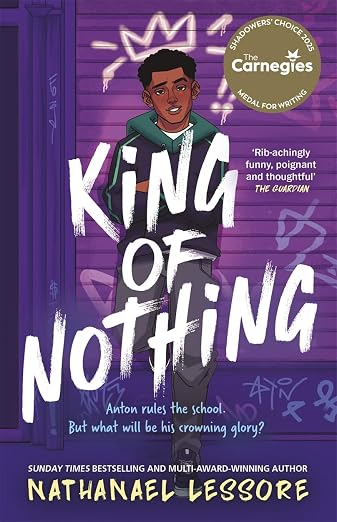 SHADOWERS' CHOICE 2025
The
Carnegies
MEDAL FOR WRITING
'Rib-achingly
funny, poignant
and thoughtful'
THE GUARDIAN
KING
OF
NOTHING
Anton rules the school.
But what will be his crowning glory?
SUNDAY TIMES BESTSELLING AND MULTI-AWARD-WINNING AUTHOR
NATHANAEL LESSORE